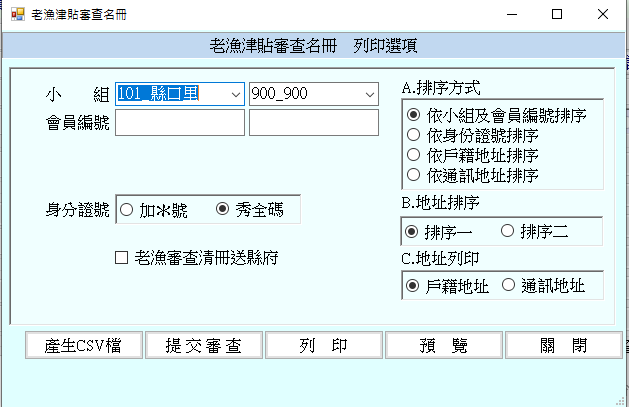 老漁津貼審查名冊
老漁津貼審查名冊 列印選項
小 組 101_縣口里 900_900
會員編號
身分證號 加＊號 秀全碼
老漁審查清冊送縣府
A.排序方式
依小組及會員編號排序
依身份證號排序
依戶籍地址排序
依通訊地址排序
B.地址排序
排序一 排序二
C.地址列印
戶籍地址 通訊地址
產生CSV檔 提交審查 列 印 預 覽 關 閉